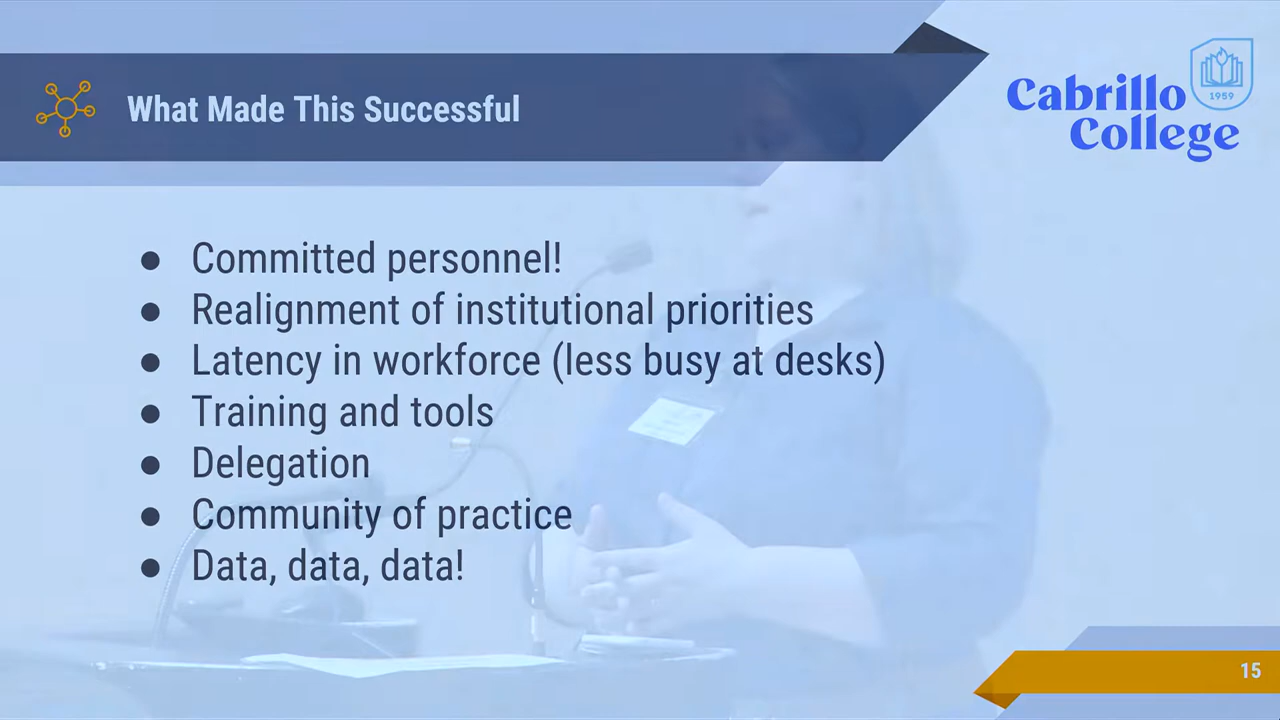 What Made This Successful
1959
Cabrillo
College
● Committed personnel!
● Realignment of institutional priorities
● Latency in workforce (less busy at desks)
● Training and tools
● Delegation
● Community of practice
● Data, data, data!
15